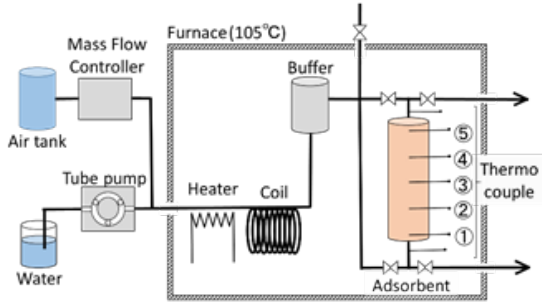 Furnace(105℃)
Mass Flow
Controller
Buffer
Air tank
⑤
④
Thermo
couple
③
②
①
Tube pump
Heater
Coil
Water
Adsorbent